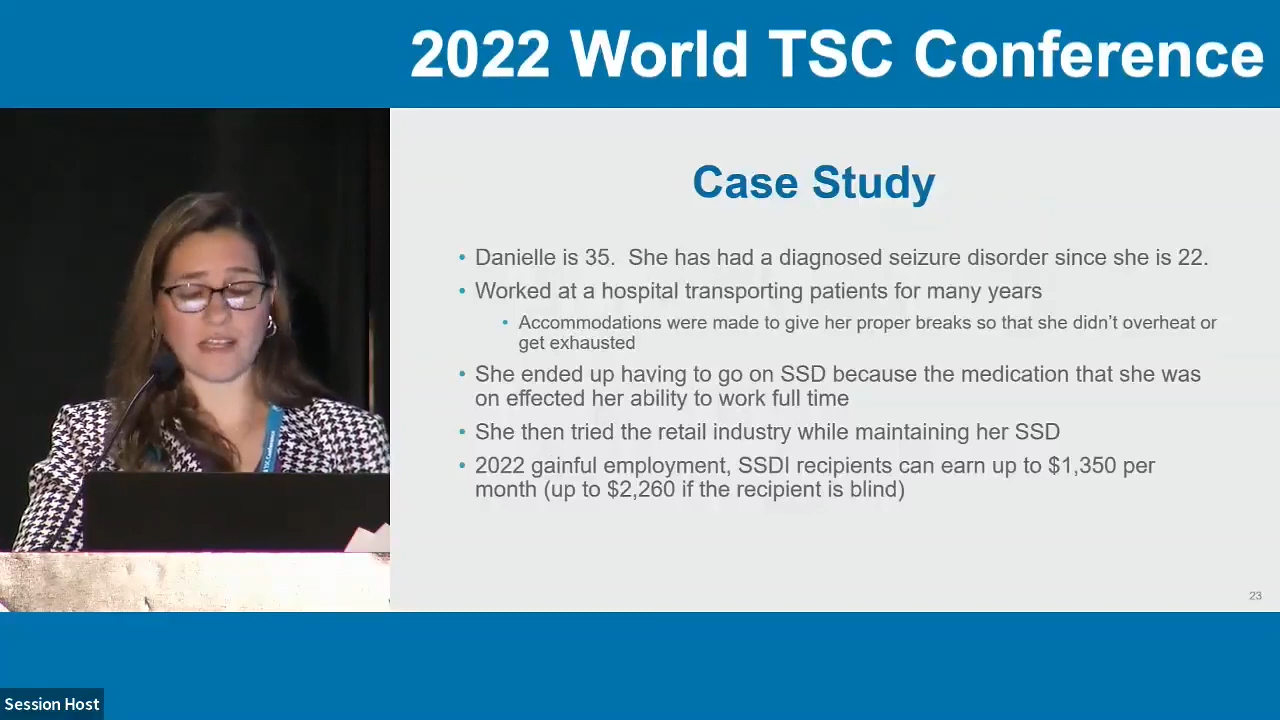 2022 World TSC Conference
Case Study
• Danielle is 35. She has had a diagnosed seizure disorder since she is 22.
• Worked at a hospital transporting patients for many years
• Accommodations were made to give her proper breaks so that she didn't overheat or
get exhausted
• She ended up having to go on SSD because the medication that she was
on effected her ability to work full time
• She then tried the retail industry while maintaining her SSD
• 2022 gainful employment, SSDI recipients can earn up to $1,350 per
month (up to $2,260 if the recipient is blind)
23
Session Host